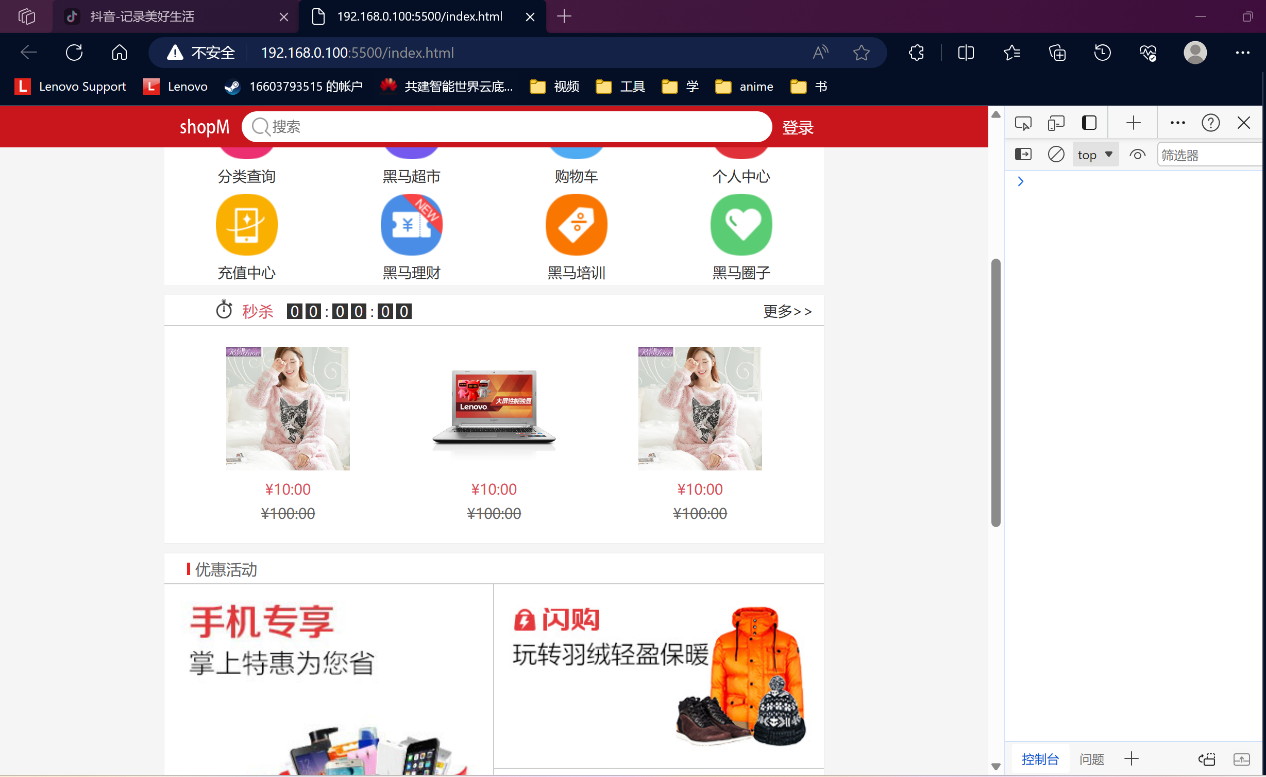 抖音-记录美好生活
192.168.0.100:5500/index.html
不安全 192.168.0.100:5500/index.html
L Lenovo Support L Lenovo 16603793515 的帐户 共建智能世界云底... 视频 工具 学 anime 书
shopM 搜索 登录
分类查询 黑马超市 购物车 个人中心
NEW
充值中心 黑马理财 黑马培训 黑马圈子
秒杀 00:00:00 更多>>
Lenovo
¥10:00 ¥10:00 ¥10:00
¥100:00 ¥100:00 ¥100:00
优惠活动
手机专享
掌上特惠为您省
闪购
玩转羽绒轻盈保暖
top 筛选器
控制台 问题